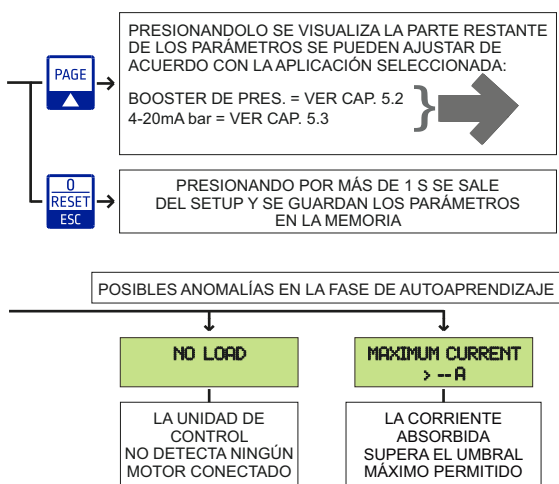 PRESIONANDOLO SE VISUALIZA LA PARTE RESTANTE
DE LOS PARÁMETROS SE PUEDEN AJUSTAR DE
ACUERDO CON LA APLICACIÓN SELECCIONADA:
PAGE
BOOSTER DE PRES. = VER CAP. 5.2
4-20mA bar = VER CAP. 5.3
0
RESET
ESC
PRESIONANDO POR MÁS DE 1 S SE SALE
DEL SETUP Y SE GUARDAN LOS PARÁMETROS
EN LA MEMORIA
POSIBLES ANOMALÍAS EN LA FASE DE AUTOAPRENDIZAJE
NO LOAD
LA UNIDAD DE
CONTROL
NO DETECTA NINGÚN
MOTOR CONECTADO
MAXIMUM CURRENT
> -- A
LA CORRIENTE
ABSORBIDA
SUPERA EL UMBRAL
MÁXIMO PERMITIDO